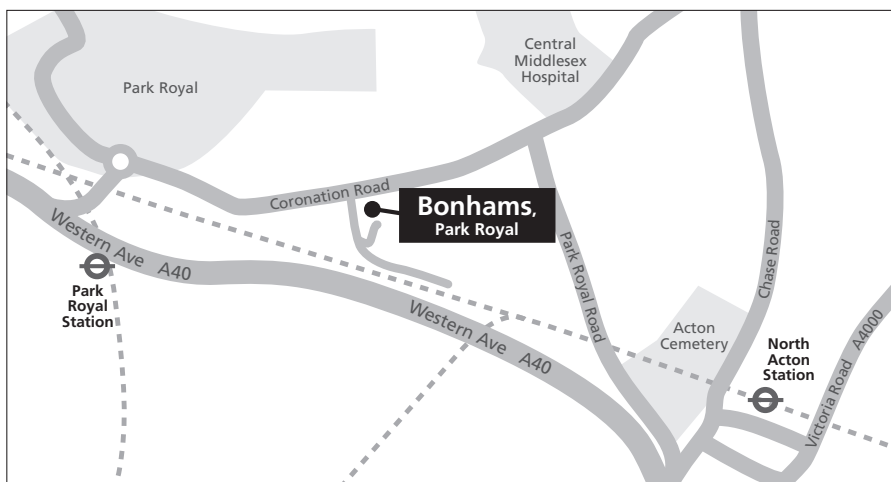 Central
Middlesex
Hospital
Park Royal
Coronation Road
Bonhams,
Park Royal
Western Ave A40
Park
Royal
Station
Western Ave A40
Park Royal Road
Chase Road
Acton
Cemetery
North
Acton
Station
Victoria Road A4000